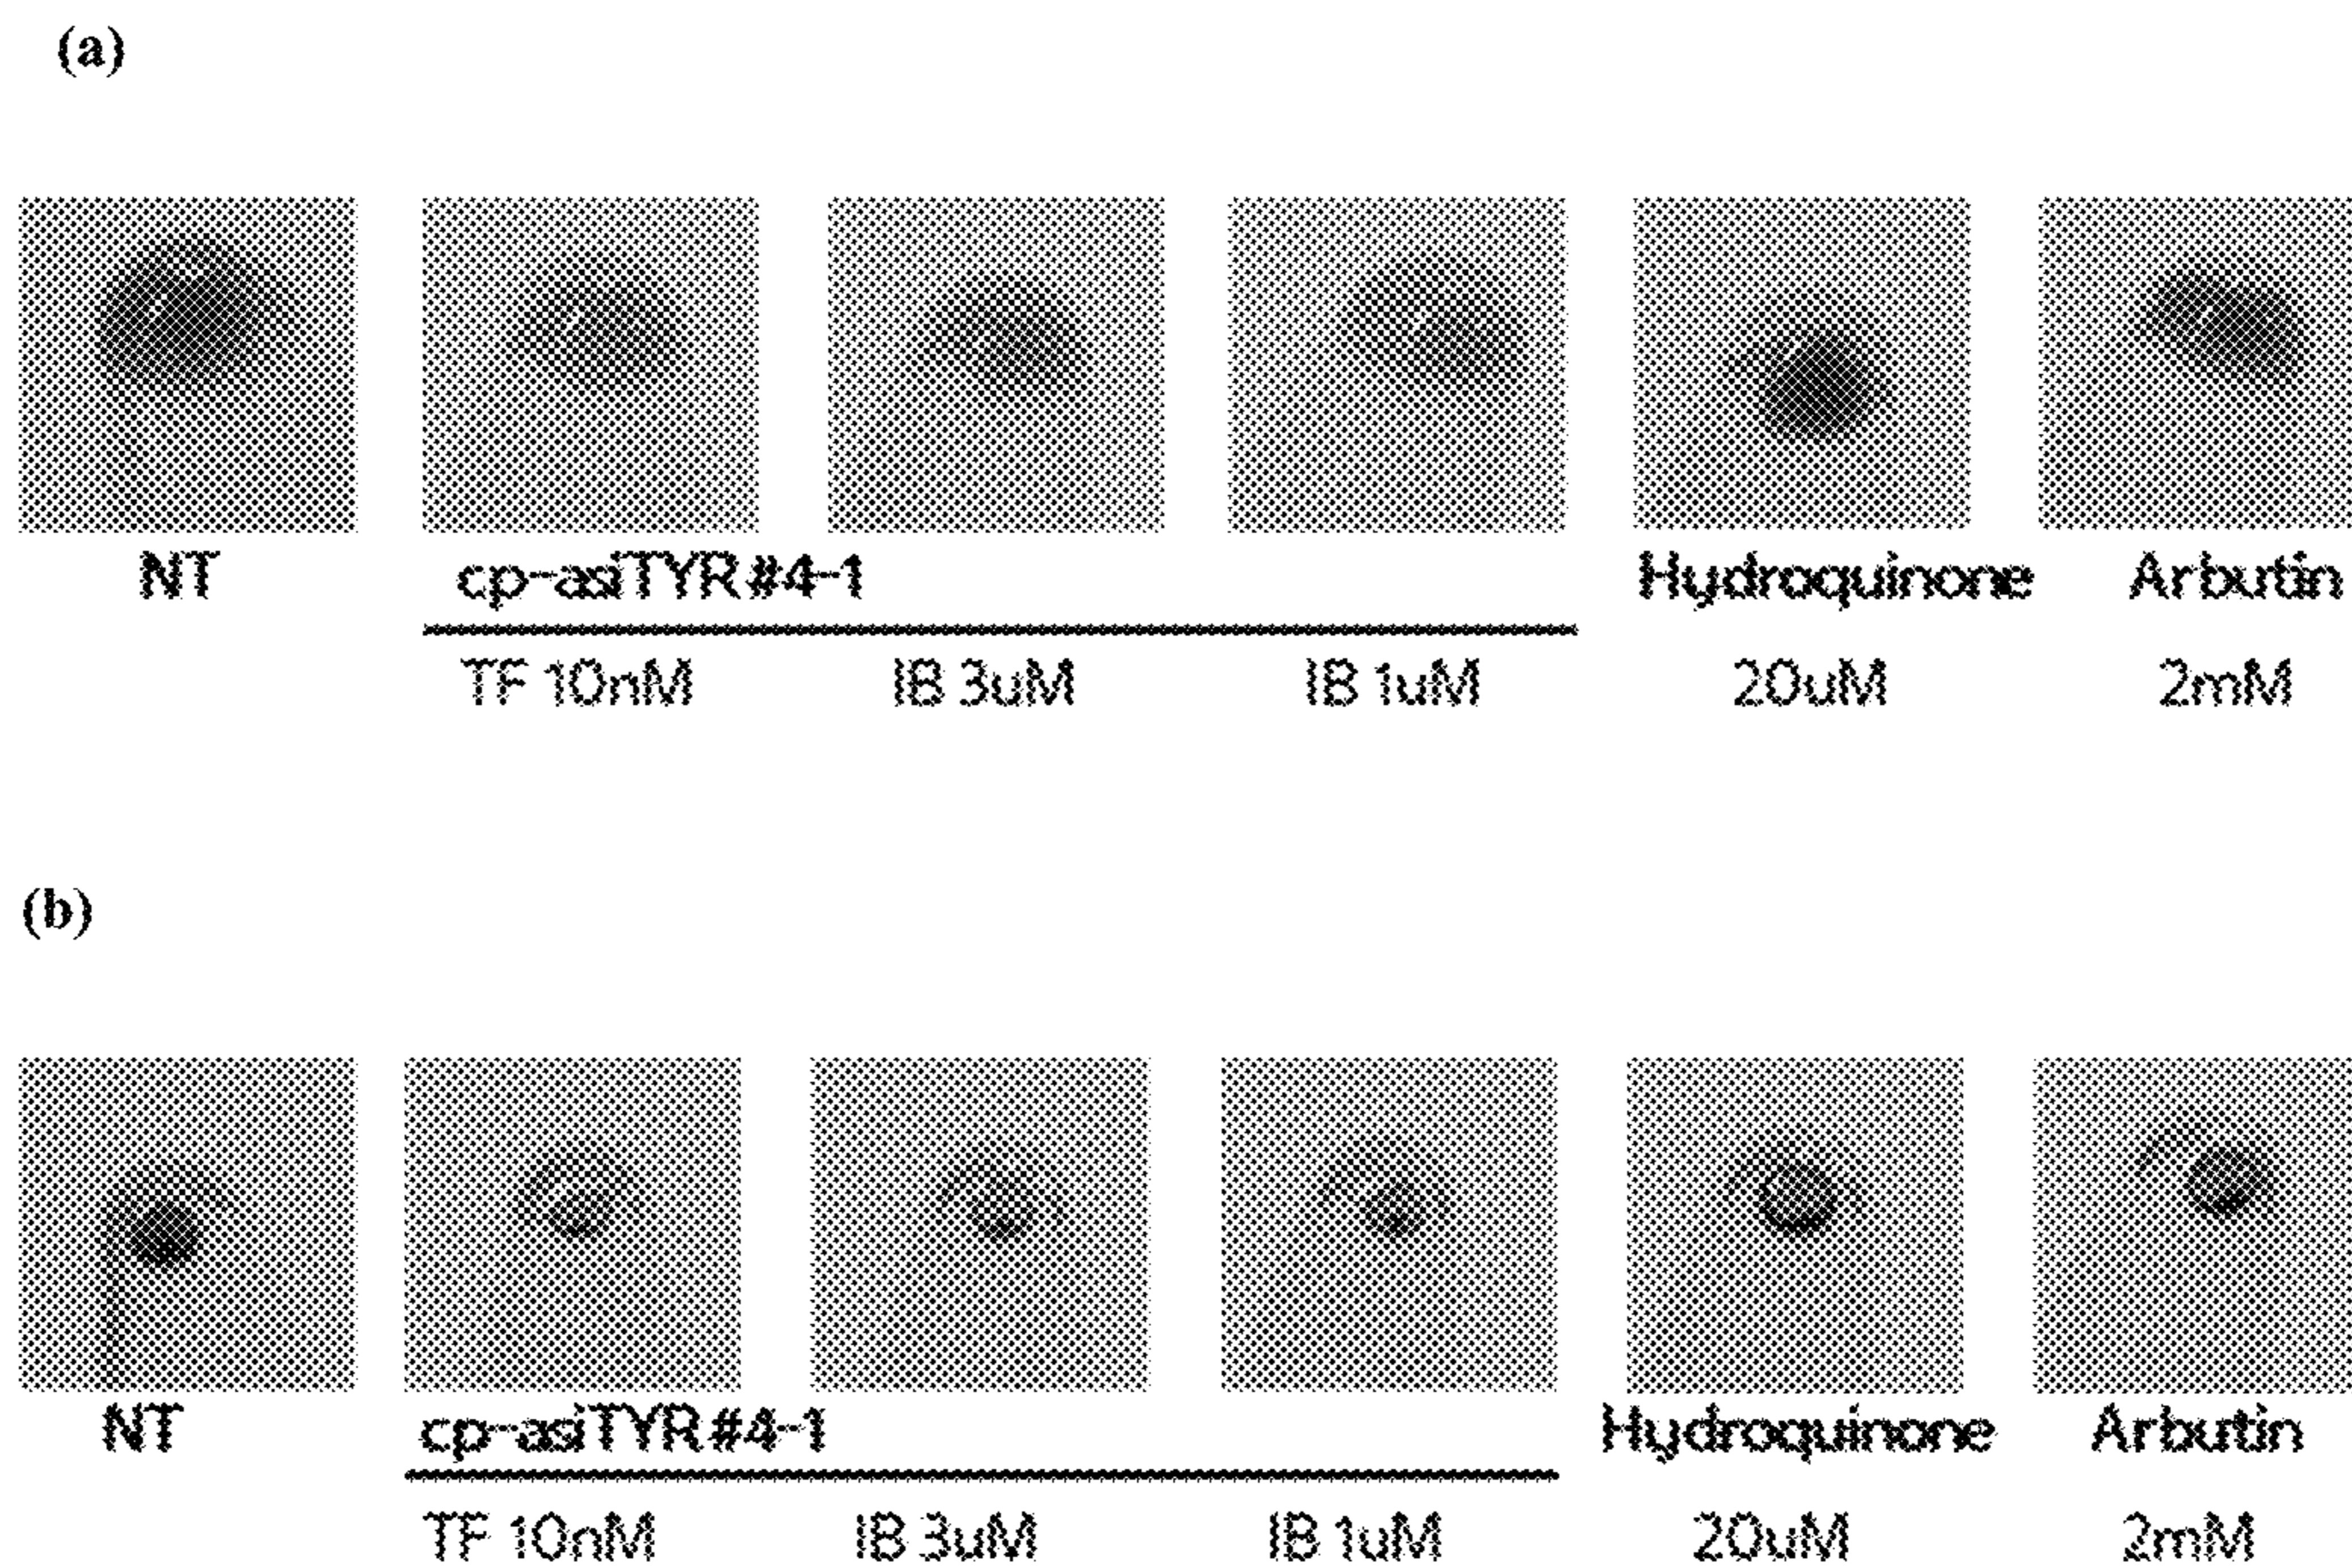 (a)
NT cp-asiTYR#4-1 Hydroquinone Arbutin
TF 10nM IB 3uM IB 1uM 20uM 2mM
(b)
NT cp-asiTYR#4-1 Hydroquinone Arbutin
TF 10nM IB 3uM IB 1uM 20uM 2mM